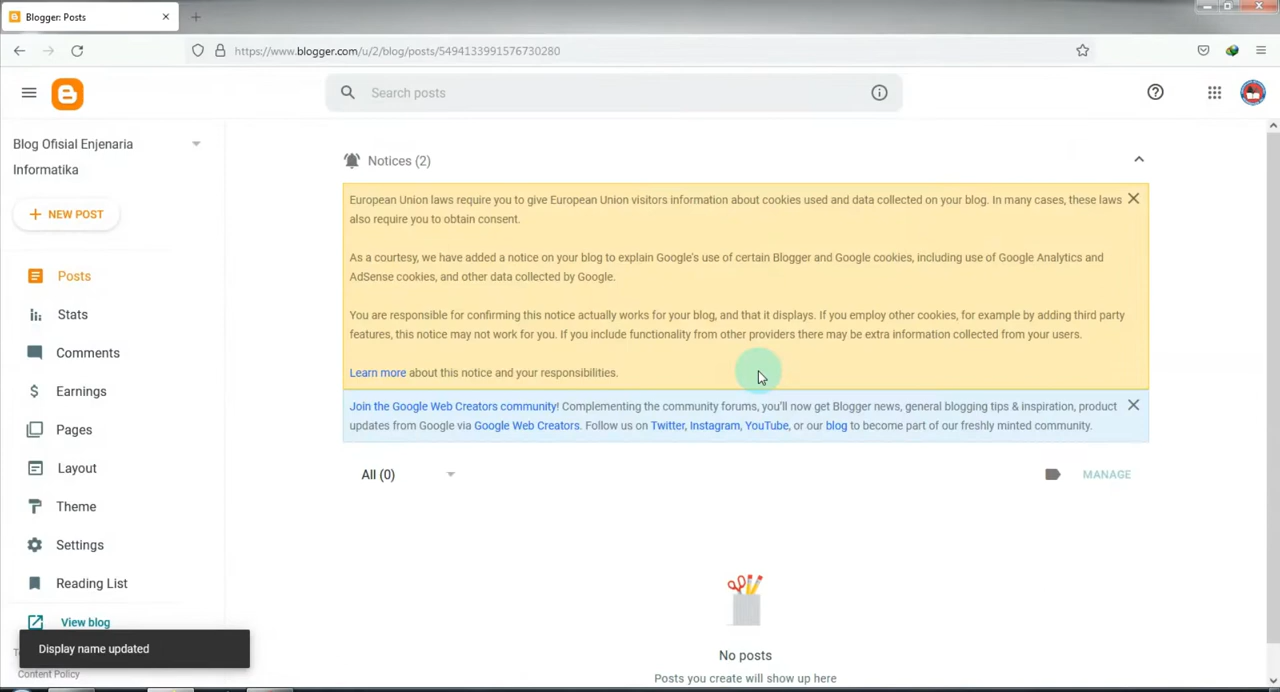 Blogger: Posts
https://www.blogger.com/u/2/blog/posts/5494133991576730280
Search posts
Blog Ofisial Enjenaria
Informatika
NEW POST
Posts
Stats
Comments
Earnings
Pages
Layout
Theme
Settings
Reading List
View blog
Display name updated
Content Policy
Notices (2)
European Union laws require you to give European Union visitors information about cookies used and data collected on your blog. In many cases, these laws
also require you to obtain consent.
As a courtesy, we have added a notice on your blog to explain Google's use of certain Blogger and Google cookies, including use of Google Analytics and
AdSense cookies, and other data collected by Google.
You are responsible for confirming this notice actually works for your blog, and that it displays. If you employ other cookies, for example by adding third party
features, this notice may not work for you. If you include functionality from other providers there may be extra information collected from your users.
Learn more about this notice and your responsibilities.
Join the Google Web Creators community! Complementing the community forums, you'll now get Blogger news, general blogging tips & inspiration, product
updates from Google via Google Web Creators. Follow us on Twitter, Instagram, YouTube, or our blog to become part of our freshly minted community.
All (0)
MANAGE
No posts
Posts you create will show up here